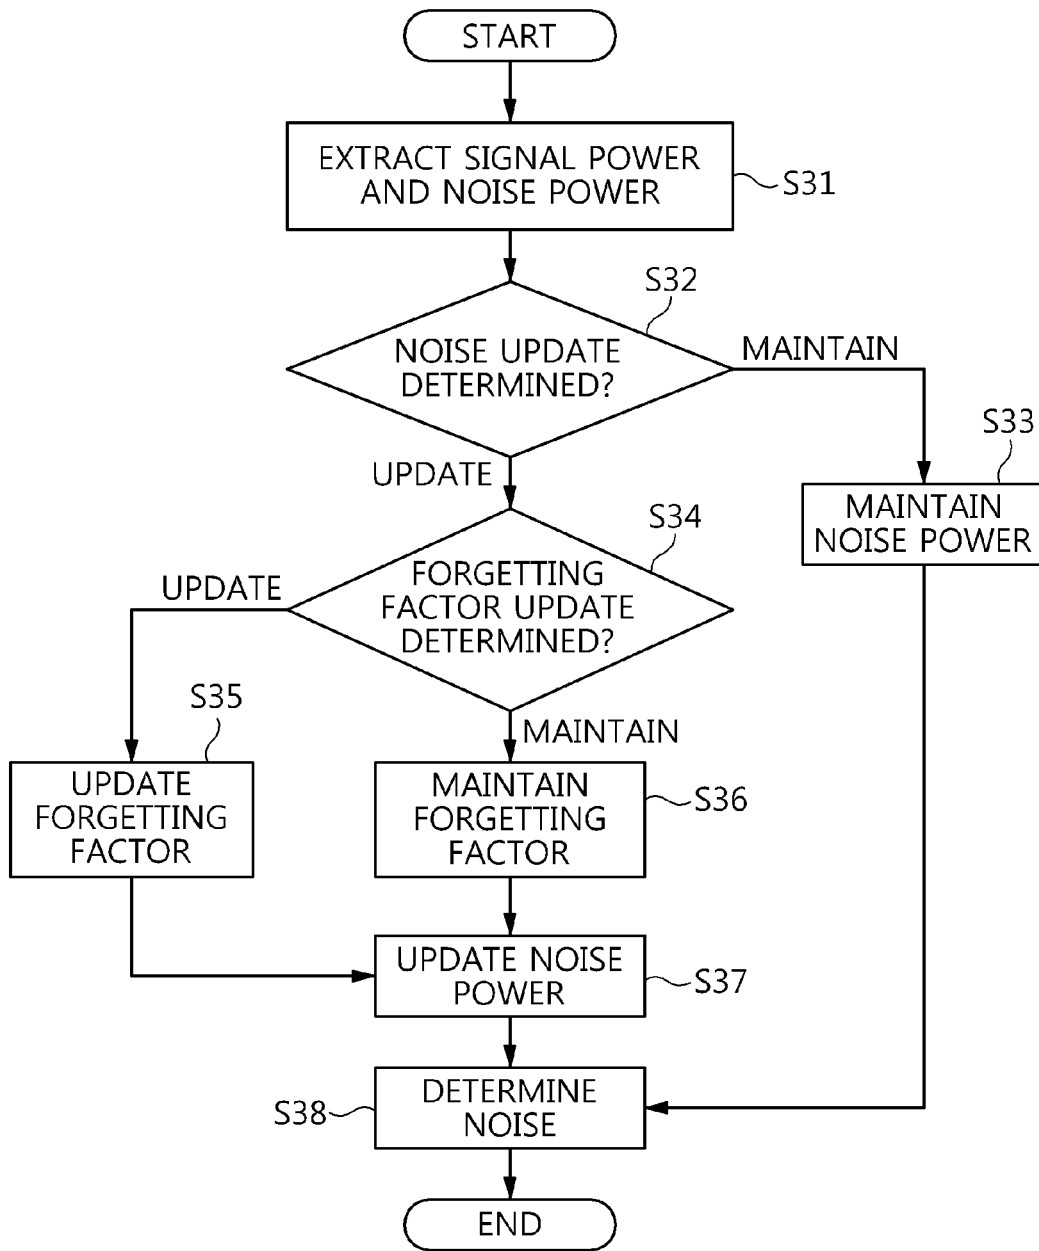 START
EXTRACT SIGNAL POWER
AND NOISE POWER
S31
S32
NOISE UPDATE
DETERMINED?
MAINTAIN
S33
MAINTAIN
NOISE POWER
UPDATE
S34
FORGETTING
FACTOR UPDATE
DETERMINED?
UPDATE
S35
UPDATE
FORGETTING
FACTOR
MAINTAIN
MAINTAIN
FORGETTING
FACTOR
S36
UPDATE NOISE
POWER
S37
DETERMINE
NOISE
S38
END